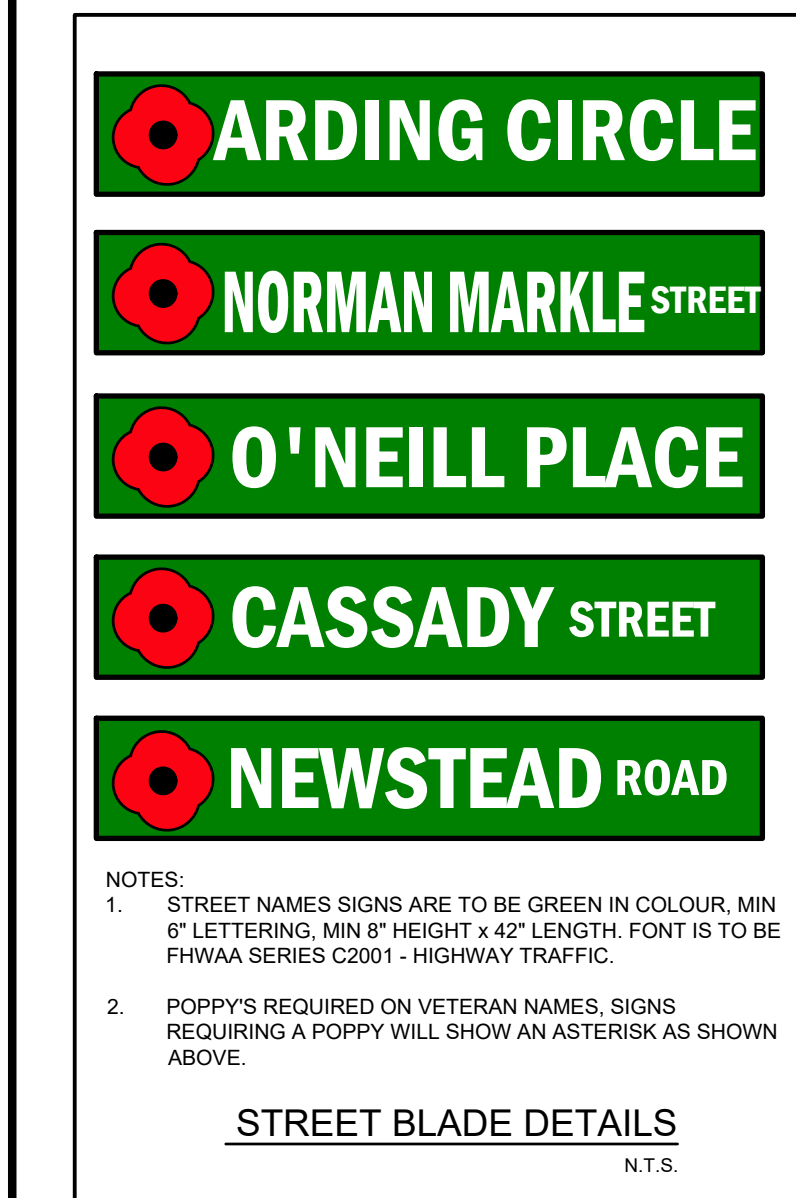 ARDING CIRCLE
NORMAN MARKLE STREET
O'NEILL PLACE
CASSADY STREET
NEWSTEAD ROAD
NOTES:
1. STREET NAMES SIGNS ARE TO BE GREEN IN COLOUR, MIN
6" LETTERING, MIN 8" HEIGHT x 42" LENGTH. FONT IS TO BE
FHWAA SERIES C2001 - HIGHWAY TRAFFIC.
2. POPPY'S REQUIRED ON VETERAN NAMES, SIGNS
REQUIRING A POPPY WILL SHOW AN ASTERISK AS SHOWN
ABOVE.
STREET BLADE DETAILS
N.T.S.